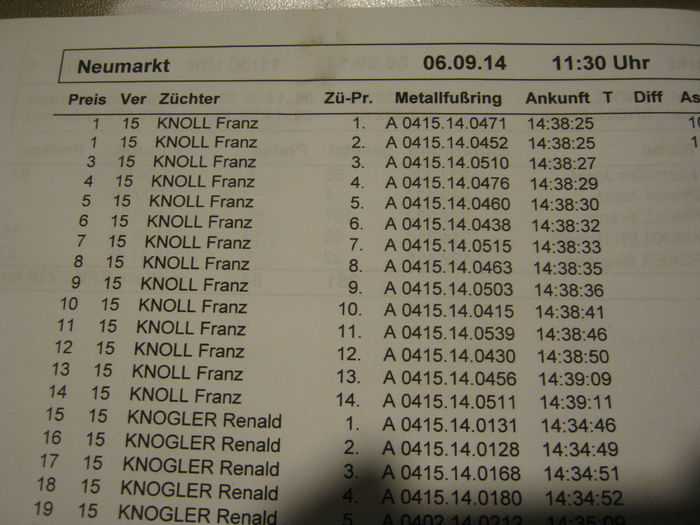 Neumarkt 06.09.14 11:30 Uhr
Preis Ver Züchter Zü-Pr. Metallfußring Ankunft T Diff
1 15 KNOLL Franz 1. A 0415.14.0471 14:38:25
1 15 KNOLL Franz 2. A 0415.14.0452 14:38:25
3 15 KNOLL Franz 3. A 0415.14.0510 14:38:27
4 15 KNOLL Franz 4. A 0415.14.0476 14:38:29
5 15 KNOLL Franz 5. A 0415.14.0460 14:38:30
6 15 KNOLL Franz 6. A 0415.14.0438 14:38:32
7 15 KNOLL Franz 7. A 0415.14.0515 14:38:33
8 15 KNOLL Franz 8. A 0415.14.0463 14:38:35
9 15 KNOLL Franz 9. A 0415.14.0503 14:38:36
10 15 KNOLL Franz 10. A 0415.14.0415 14:38:41
11 15 KNOLL Franz 11. A 0415.14.0539 14:38:46
12 15 KNOLL Franz 12. A 0415.14.0430 14:38:50
13 15 KNOLL Franz 13. A 0415.14.0456 14:39:09
14 15 KNOLL Franz 14. A 0415.14.0511 14:39:11
15 15 KNOGLER Renald 1. A 0415.14.0131 14:34:46
16 15 KNOGLER Renald 2. A 0415.14.0128 14:34:49
17 15 KNOGLER Renald 3. A 0415.14.0168 14:34:51
18 15 KNOGLER Renald 4. A 0415.14.0180 14:34:52
19 15 KNOGLER Renald 5.